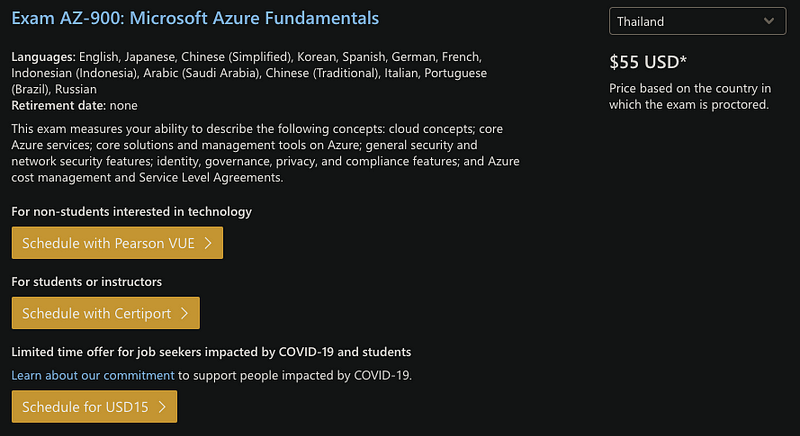 Exam AZ-900: Microsoft Azure Fundamentals
Languages: English, Japanese, Chinese (Simplified), Korean, Spanish, German, French,
Indonesian (Indonesia), Arabic (Saudi Arabia), Chinese (Traditional), Italian, Portuguese
(Brazil), Russian
Retirement date: none
This exam measures your ability to describe the following concepts: cloud concepts; core
Azure services; core solutions and management tools on Azure; general security and
network security features; identity, governance, privacy, and compliance features; and Azure
cost management and Service Level Agreements.
For non-students interested in technology
Schedule with Pearson VUE
For students or instructors
Schedule with Certiport
Limited time offer for job seekers impacted by COVID-19 and students
Learn about our commitment to support people impacted by COVID-19.
Schedule for USD15
Thailand
$55 USD*
Price based on the country in
which the exam is proctored.